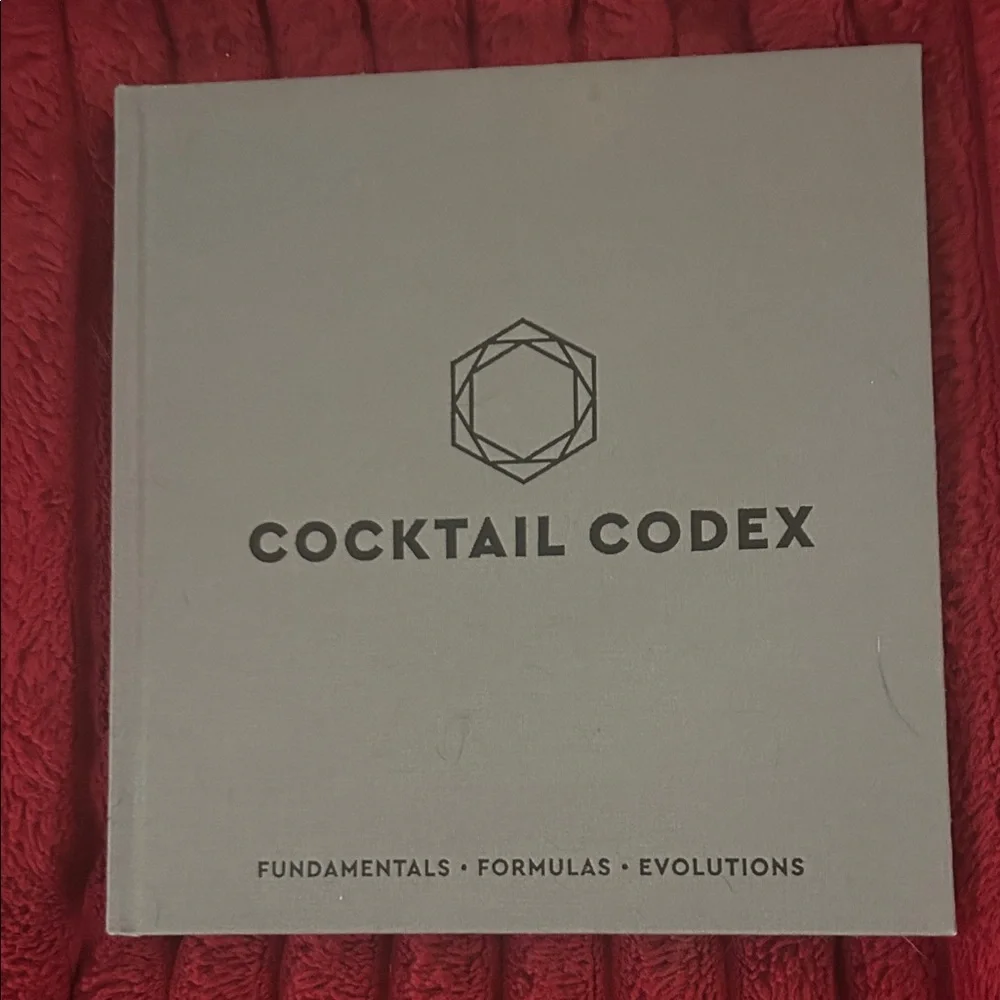 COCKTAIL CODEX
FUNDAMENTALS • FORMULAS • EVOLUTIONS